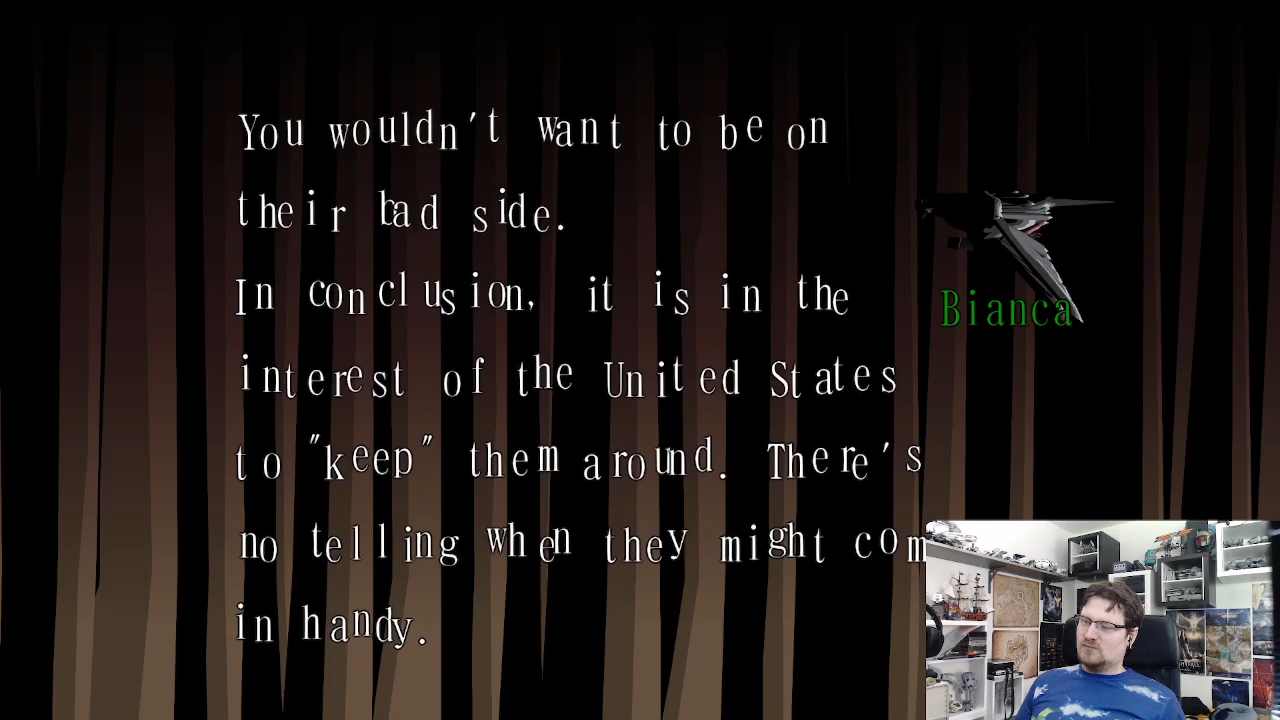 You wouldn't want to be on
their bad side.
In conclusion, it is in the
interest of the United States
to "keep" them around. There's
no telling when they might com
in handy.
Bianca